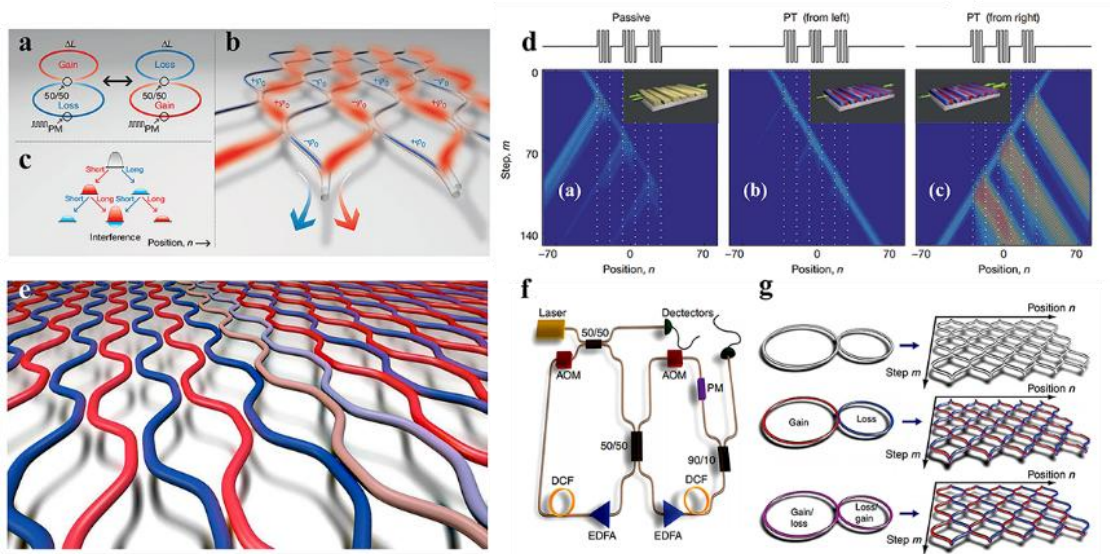 a
ΔL
ΔL
Gain
Loss
50/50
50/50
Loss
Gain
PM
PM
b
+φ₀
−φ₀
+φ₀
−φ₀
+φ₀
−φ₀
+φ₀
−φ₀
c
Short
Long
Short
Long
Short
Long
Interference
Position, n →
d
Passive
PT (from left)
PT (from right)
0
70
140
Step, m
(a)
(b)
(c)
−70
0
70
−70
0
70
−70
0
70
Position, n
Position, n
Position, n
e
f
Laser
50/50
Dectectors
AOM
AOM
PM
50/50
90/10
DCF
DCF
EDFA
EDFA
g
Position n
Step m
Position n
Gain
Loss
Step m
Position n
Gain/
loss
Loss/
gain
Step m